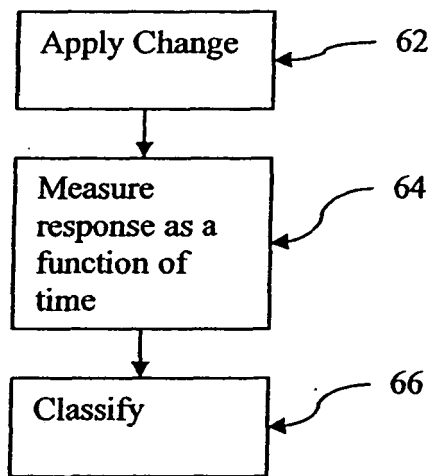 Apply Change
62
Measure
response as a
function of
time
64
Classify
66